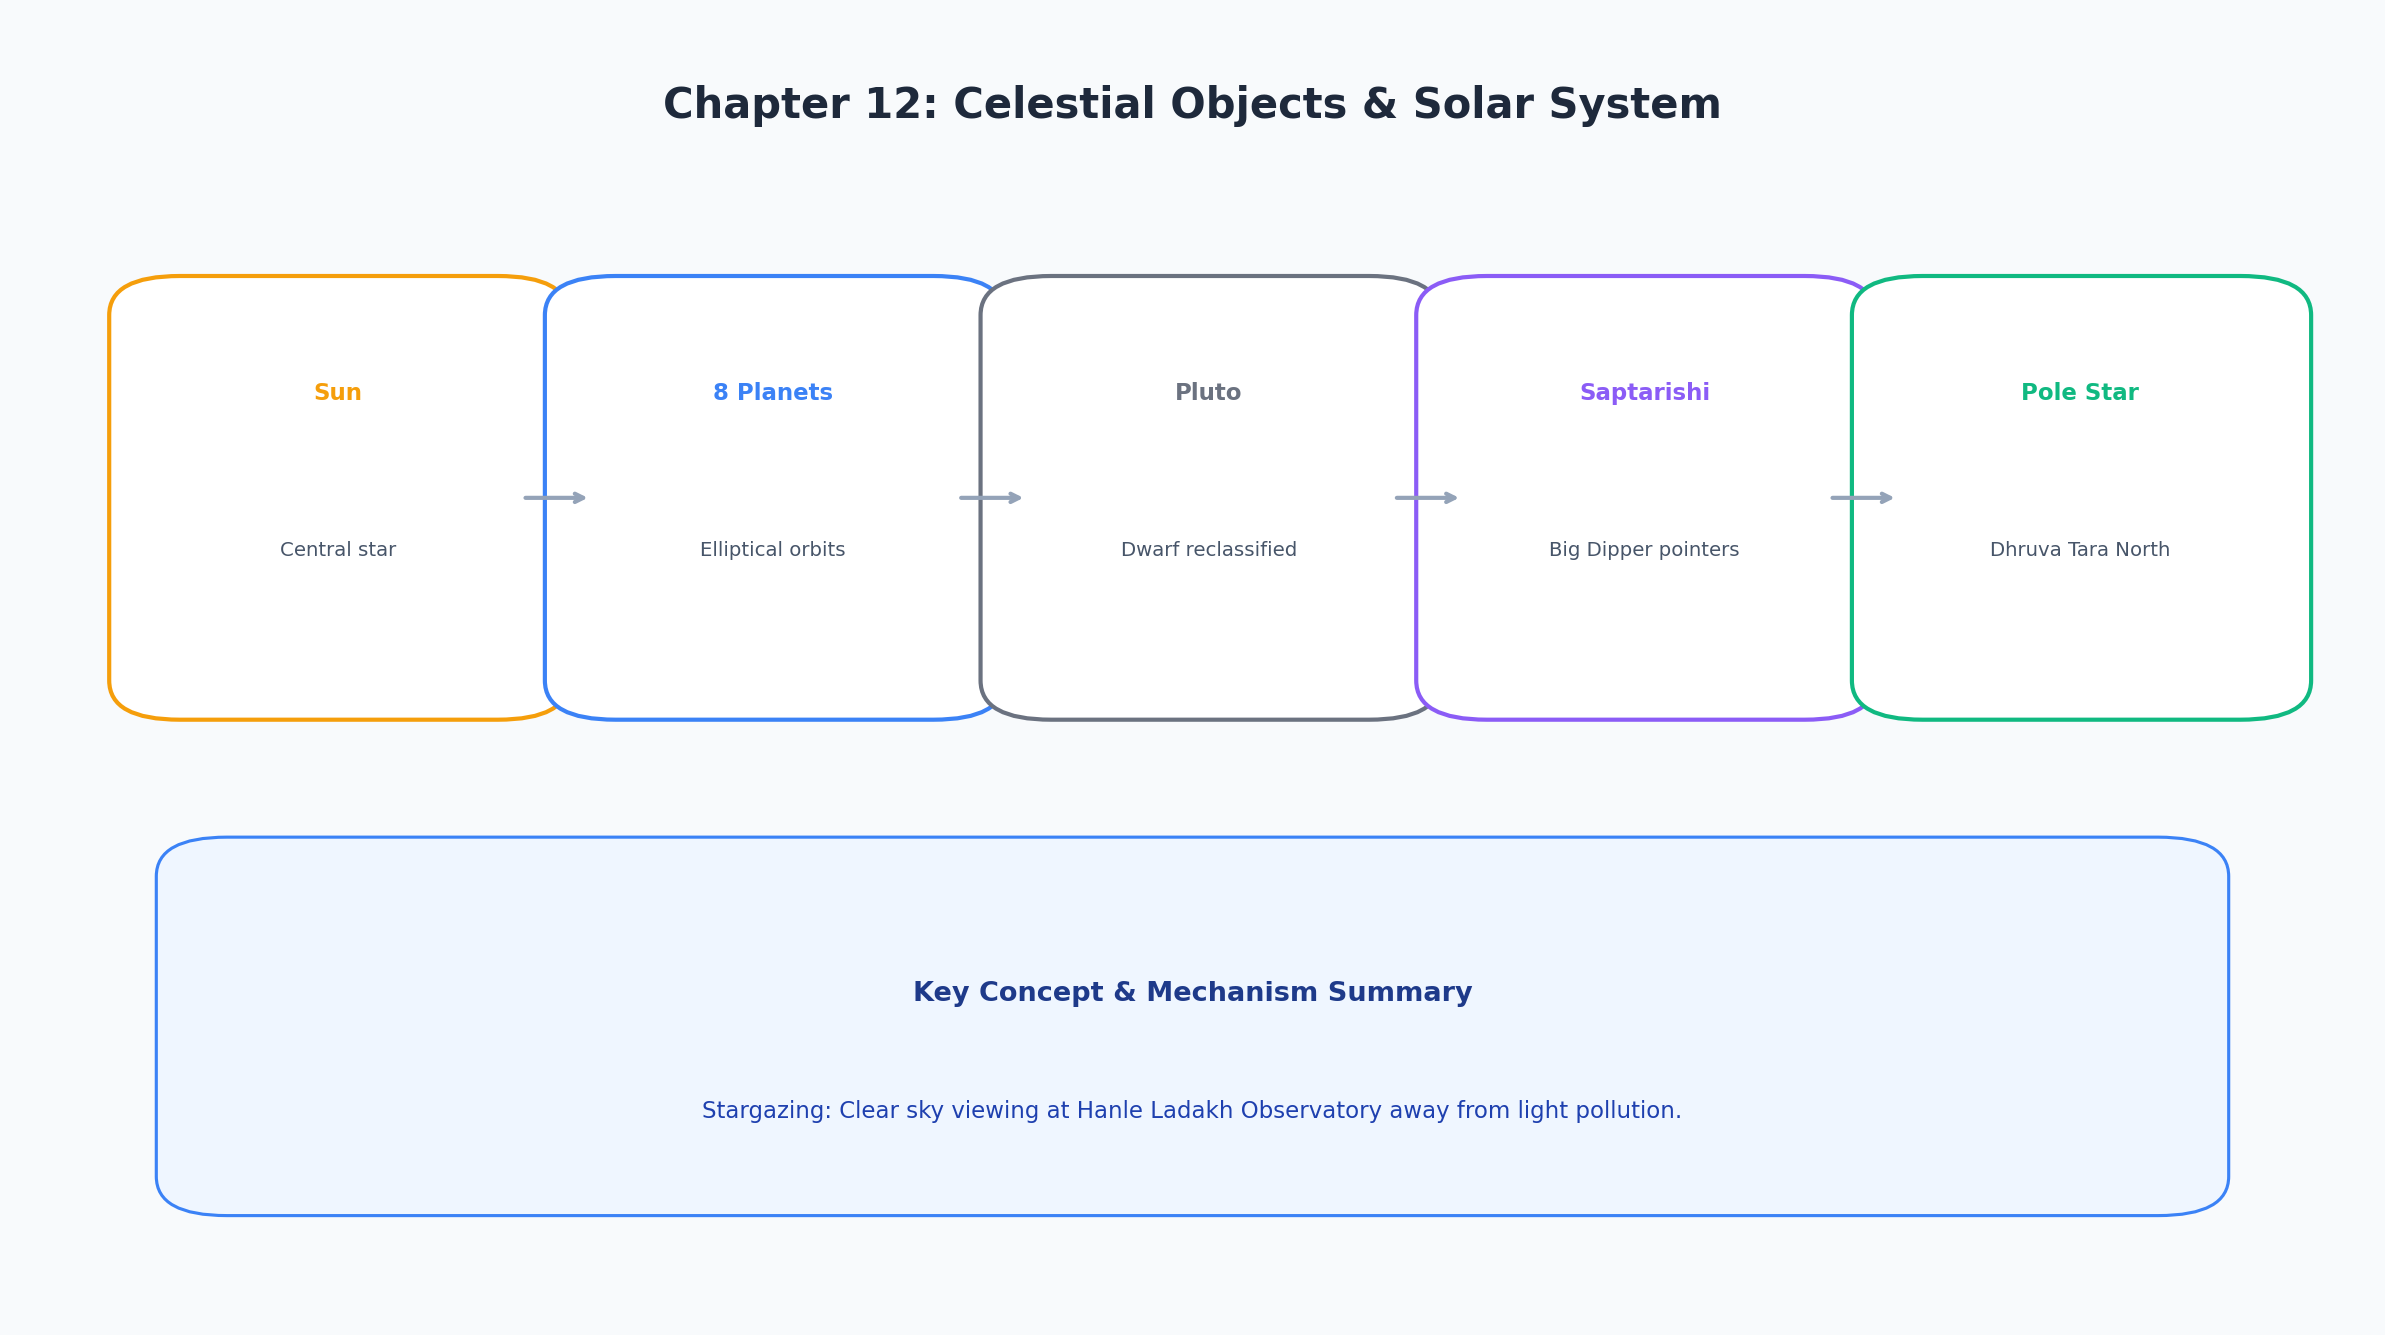 Chapter 12: Celestial Objects & Solar System
Sun
8 Planets
Pluto
Saptarishi
Pole Star
Central star
Elliptical orbits
Dwarf reclassified
Big Dipper pointers
Dhruva Tara North
Key Concept & Mechanism Summary
Stargazing: Clear sky viewing at Hanle Ladakh Observatory away from light pollution.